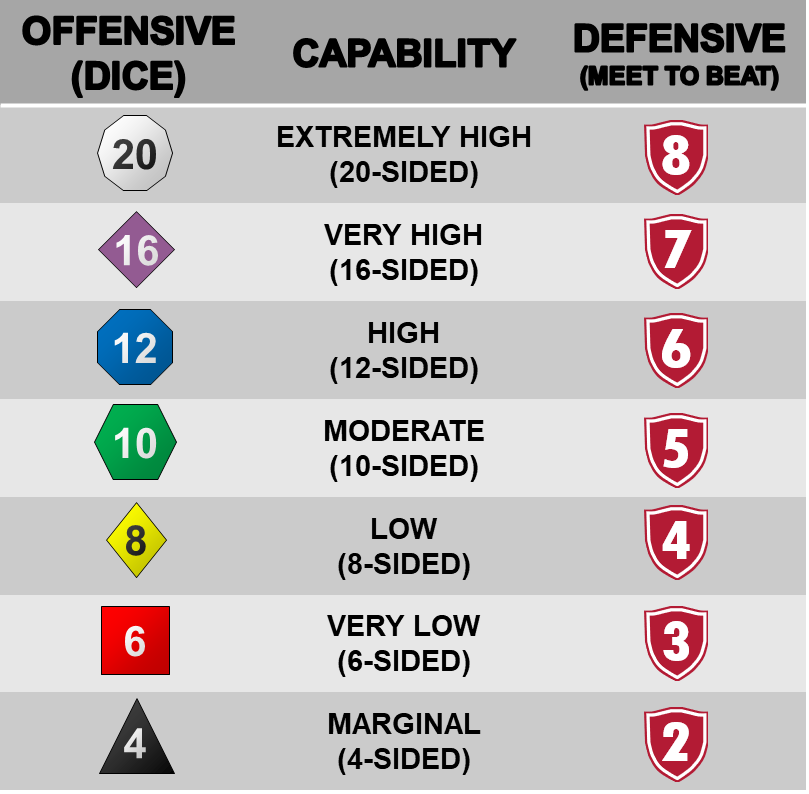 OFFENSIVE
(DICE)
CAPABILITY
DEFENSIVE
(MEET TO BEAT)
20
EXTREMELY HIGH
(20-SIDED)
8
16
VERY HIGH
(16-SIDED)
7
12
HIGH
(12-SIDED)
6
10
MODERATE
(10-SIDED)
5
8
LOW
(8-SIDED)
4
6
VERY LOW
(6-SIDED)
3
4
MARGINAL
(4-SIDED)
2